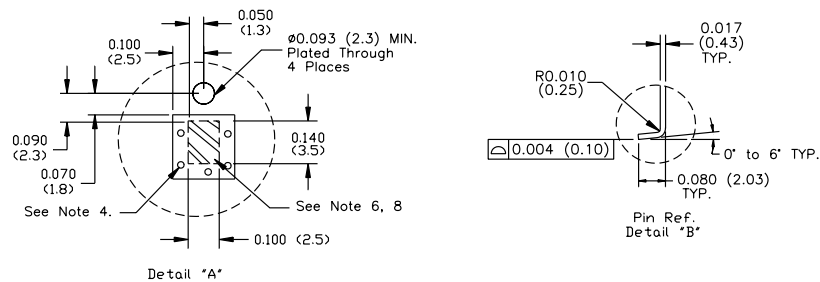 0.050
(1.3)
0.100
(2.5)
ø0.093 (2.3) MIN.
Plated Through
4 Places
0.090
(2.3)
0.070
(1.8)
0.140
(3.5)
See Note 4.
See Note 6, 8
0.100 (2.5)
Detail "A"
0.017
(0.43)
TYP.
R0.010
(0.25)
⌓ 0.004 (0.10)
0° to 6° TYP.
0.080 (2.03)
TYP.
Pin Ref.
Detail "B"